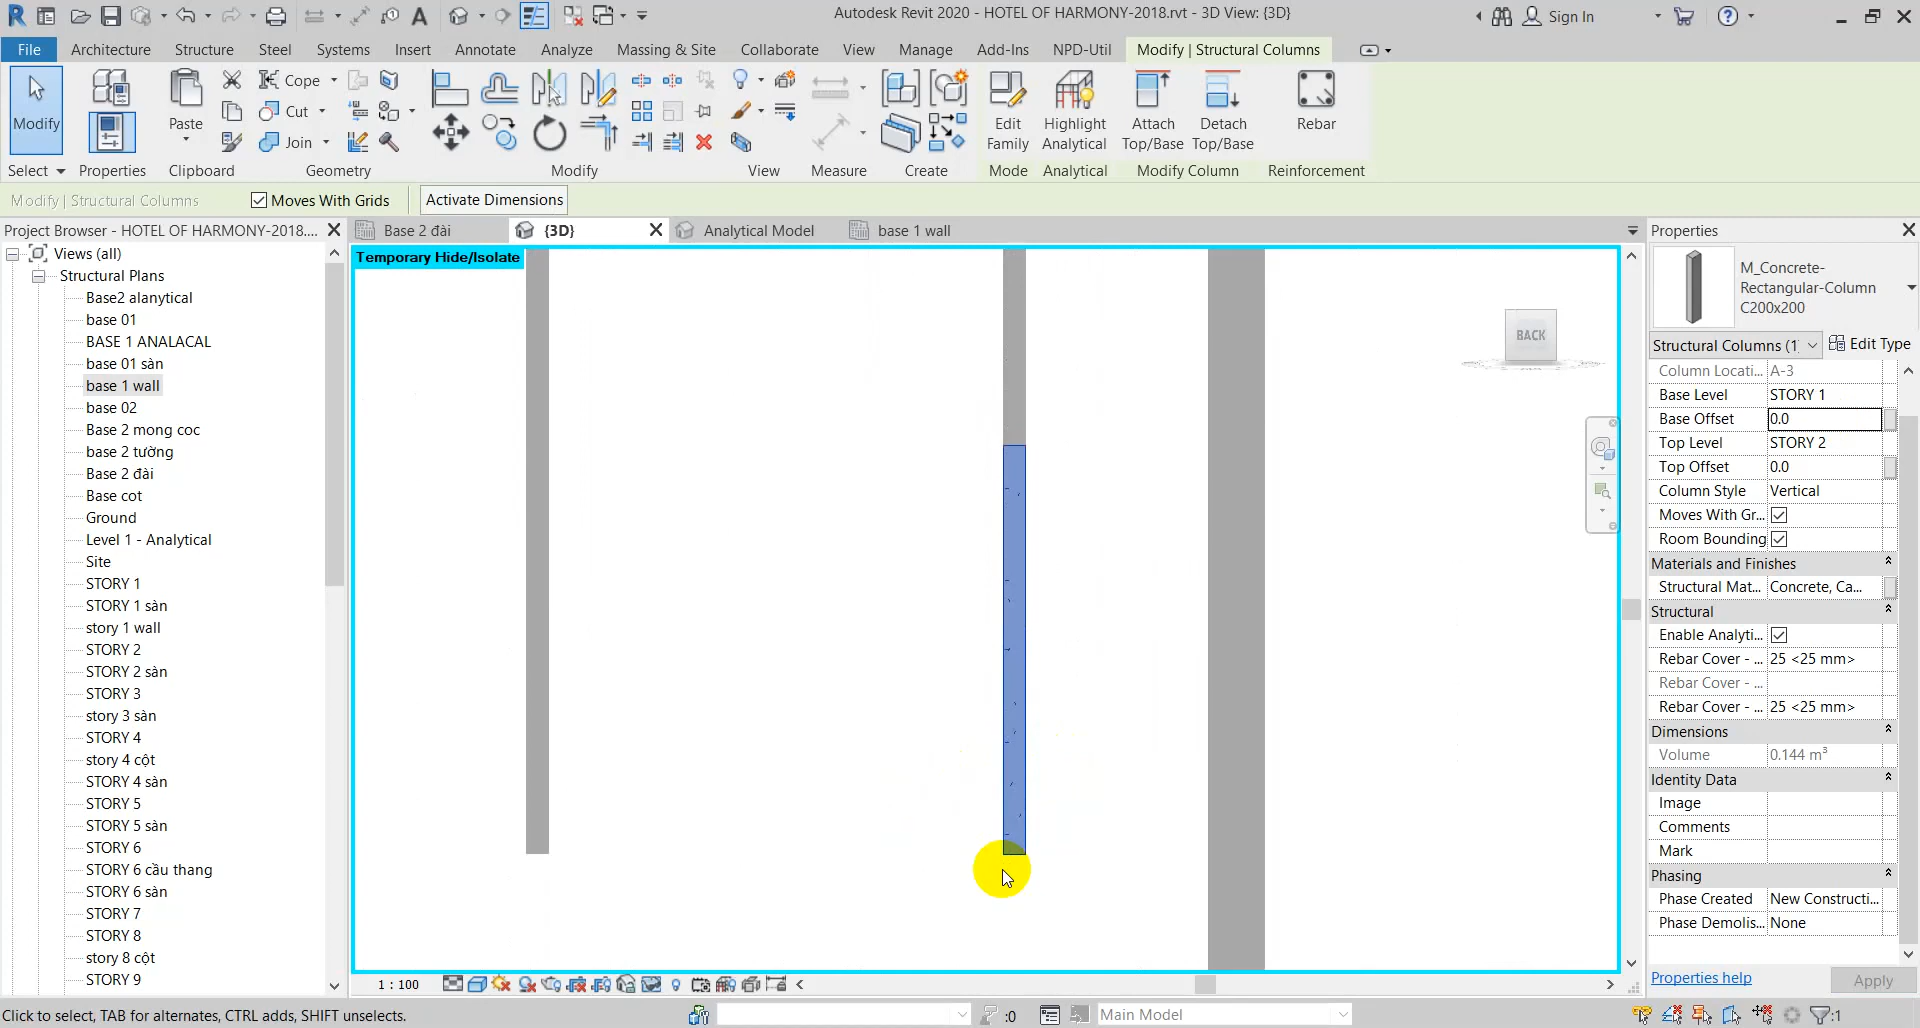 Autodesk Revit 2020 - HOTEL OF HARMONY-2018.rvt - 3D View: {3D}
Sign In
File Architecture Structure Steel Systems Insert Annotate Analyze Massing & Site Collaborate View Manage Add-Ins NPD-Util Modify | Structural Columns
Modify
Paste
Cope
Cut
Join
Edit Family
Highlight Analytical
Attach Top/Base
Detach Top/Base
Rebar
Select Properties Clipboard Geometry Modify View Measure Create Mode Analytical Modify Column Reinforcement
Modify | Structural Columns Moves With Grids Activate Dimensions
Project Browser - HOTEL OF HARMONY-2018....
Views (all)
Structural Plans
Base2 alanytical
base 01
BASE 1 ANALACAL
base 01 sàn
base 1 wall
base 02
Base 2 mong coc
base 2 tường
Base 2 đài
Base cot
Ground
Level 1 - Analytical
Site
STORY 1
STORY 1 sàn
story 1 wall
STORY 2
STORY 2 sàn
STORY 3
story 3 sàn
STORY 4
story 4 cột
STORY 4 sàn
STORY 5
STORY 5 sàn
STORY 6
STORY 6 cầu thang
STORY 6 sàn
STORY 7
STORY 8
story 8 cột
STORY 9
Base 2 đài {3D} Analytical Model base 1 wall
Temporary Hide/Isolate
BACK
1 : 100
Properties
M_Concrete-
Rectangular-Column
C200x200
Structural Columns (1 Edit Type
Column Locati... A-3
Base Level STORY 1
Base Offset 0.0
Top Level STORY 2
Top Offset 0.0
Column Style Vertical
Moves With Gr...
Room Bounding
Materials and Finishes
Structural Mat... Concrete, Ca...
Structural
Enable Analyti...
Rebar Cover - ... 25 <25 mm>
Rebar Cover - ...
Rebar Cover - ... 25 <25 mm>
Dimensions
Volume 0.144 m³
Identity Data
Image
Comments
Mark
Phasing
Phase Created New Constructi...
Phase Demolis... None
Properties help Apply
Click to select, TAB for alternates, CTRL adds, SHIFT unselects. :0 Main Model :1